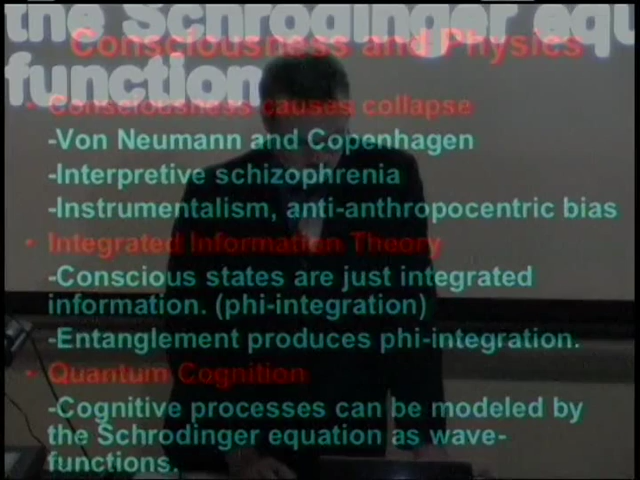 the Schrodinger equ
function
Consciousness and Physics
• Consciousness causes collapse
-Von Neumann and Copenhagen
-Interpretive schizophrenia
-Instrumentalism, anti-anthropocentric bias
• Integrated Information Theory
-Conscious states are just integrated
information. (phi-integration)
-Entanglement produces phi-integration.
• Quantum Cognition
-Cognitive processes can be modeled by
the Schrodinger equation as wave-
functions.